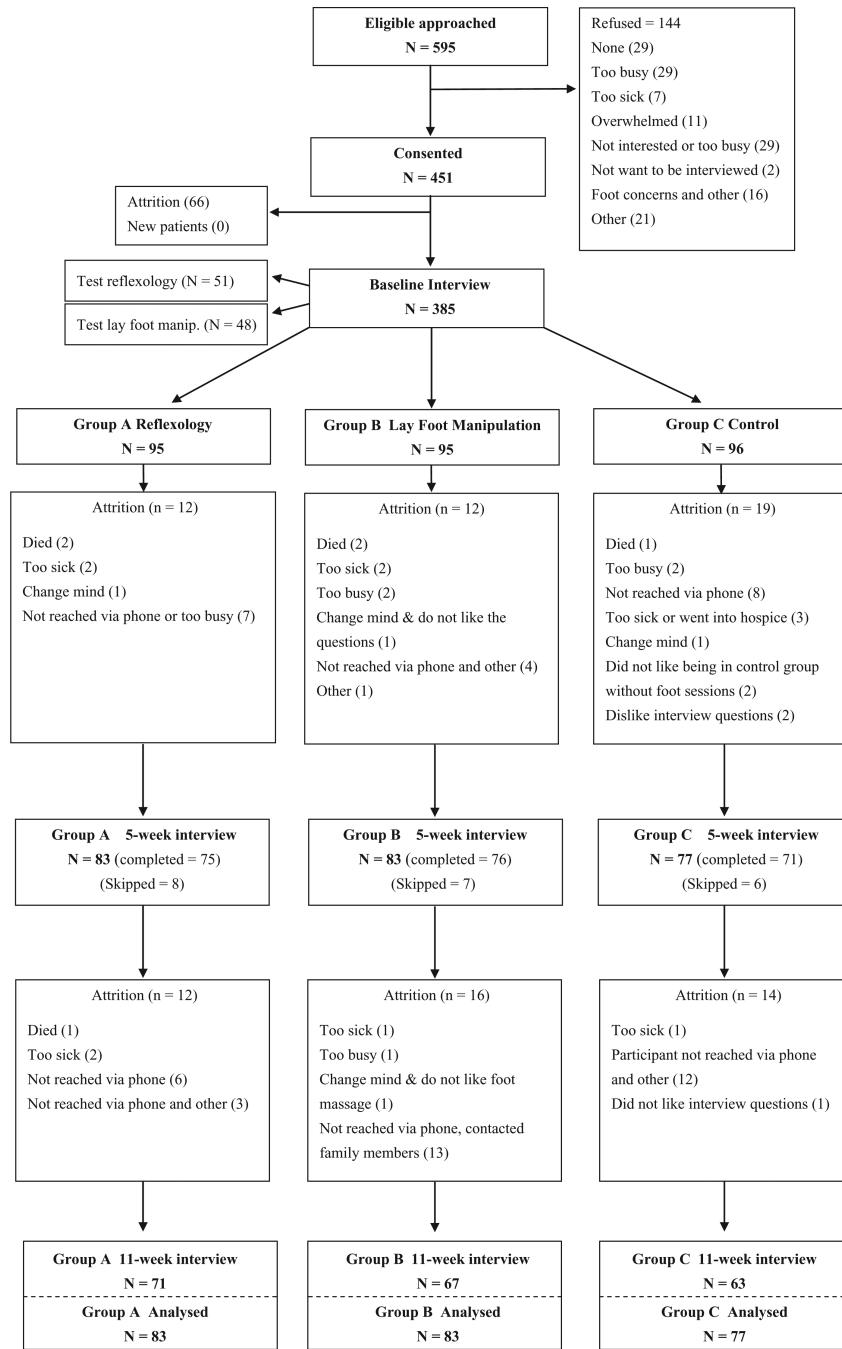 Eligible approached
N = 595
Refused = 144
None (29)
Too busy (29)
Too sick (7)
Overwhelmed (11)
Not interested or too busy (29)
Not want to be interviewed (2)
Foot concerns and other (16)
Other (21)
Consented
N = 451
Attrition (66)
New patients (0)
Test reflexology (N = 51)
Test lay foot manip. (N = 48)
Baseline Interview
N = 385
Group A Reflexology
N = 95
Group B Lay Foot Manipulation
N = 95
Group C Control
N = 96
Attrition (n = 12)
Died (2)
Too sick (2)
Change mind (1)
Not reached via phone or too busy (7)
Attrition (n = 12)
Died (2)
Too sick (2)
Too busy (2)
Change mind & do not like the
questions (1)
Not reached via phone and other (4)
Other (1)
Attrition (n = 19)
Died (1)
Too busy (2)
Not reached via phone (8)
Too sick or went into hospice (3)
Change mind (1)
Did not like being in control group
without foot sessions (2)
Dislike interview questions (2)
Group A 5-week interview
N = 83 (completed = 75)
(Skipped = 8)
Group B 5-week interview
N = 83 (completed = 76)
(Skipped = 7)
Group C 5-week interview
N = 77 (completed = 71)
(Skipped = 6)
Attrition (n = 12)
Died (1)
Too sick (2)
Not reached via phone (6)
Not reached via phone and other (3)
Attrition (n = 16)
Too sick (1)
Too busy (1)
Change mind & do not like foot
massage (1)
Not reached via phone, contacted
family members (13)
Attrition (n = 14)
Too sick (1)
Participant not reached via phone
and other (12)
Did not like interview questions (1)
Group A 11-week interview
N = 71
Group A Analysed
N = 83
Group B 11-week interview
N = 67
Group B Analysed
N = 83
Group C 11-week interview
N = 63
Group C Analysed
N = 77